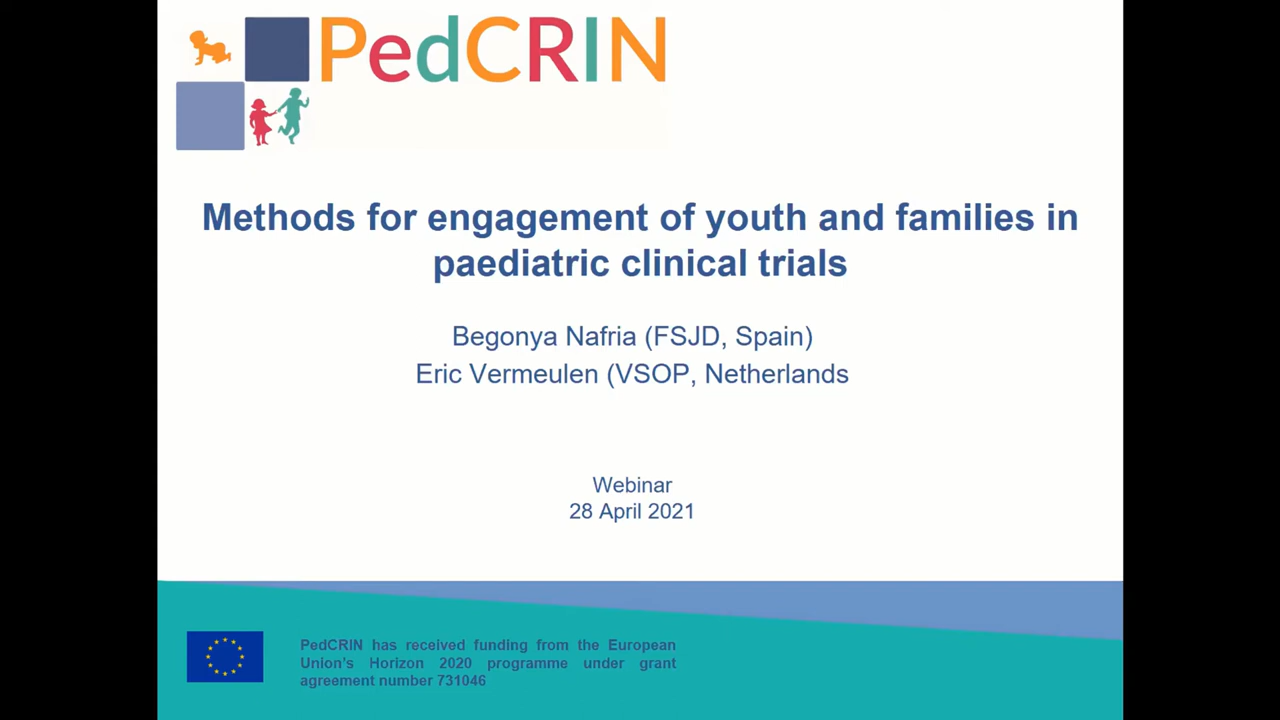 PedCRIN
Methods for engagement of youth and families in
paediatric clinical trials
Begonya Nafria (FSJD, Spain)
Eric Vermeulen (VSOP, Netherlands
Webinar
28 April 2021
PedCRIN has received funding from the European
Union's Horizon 2020 programme under grant
agreement number 731046